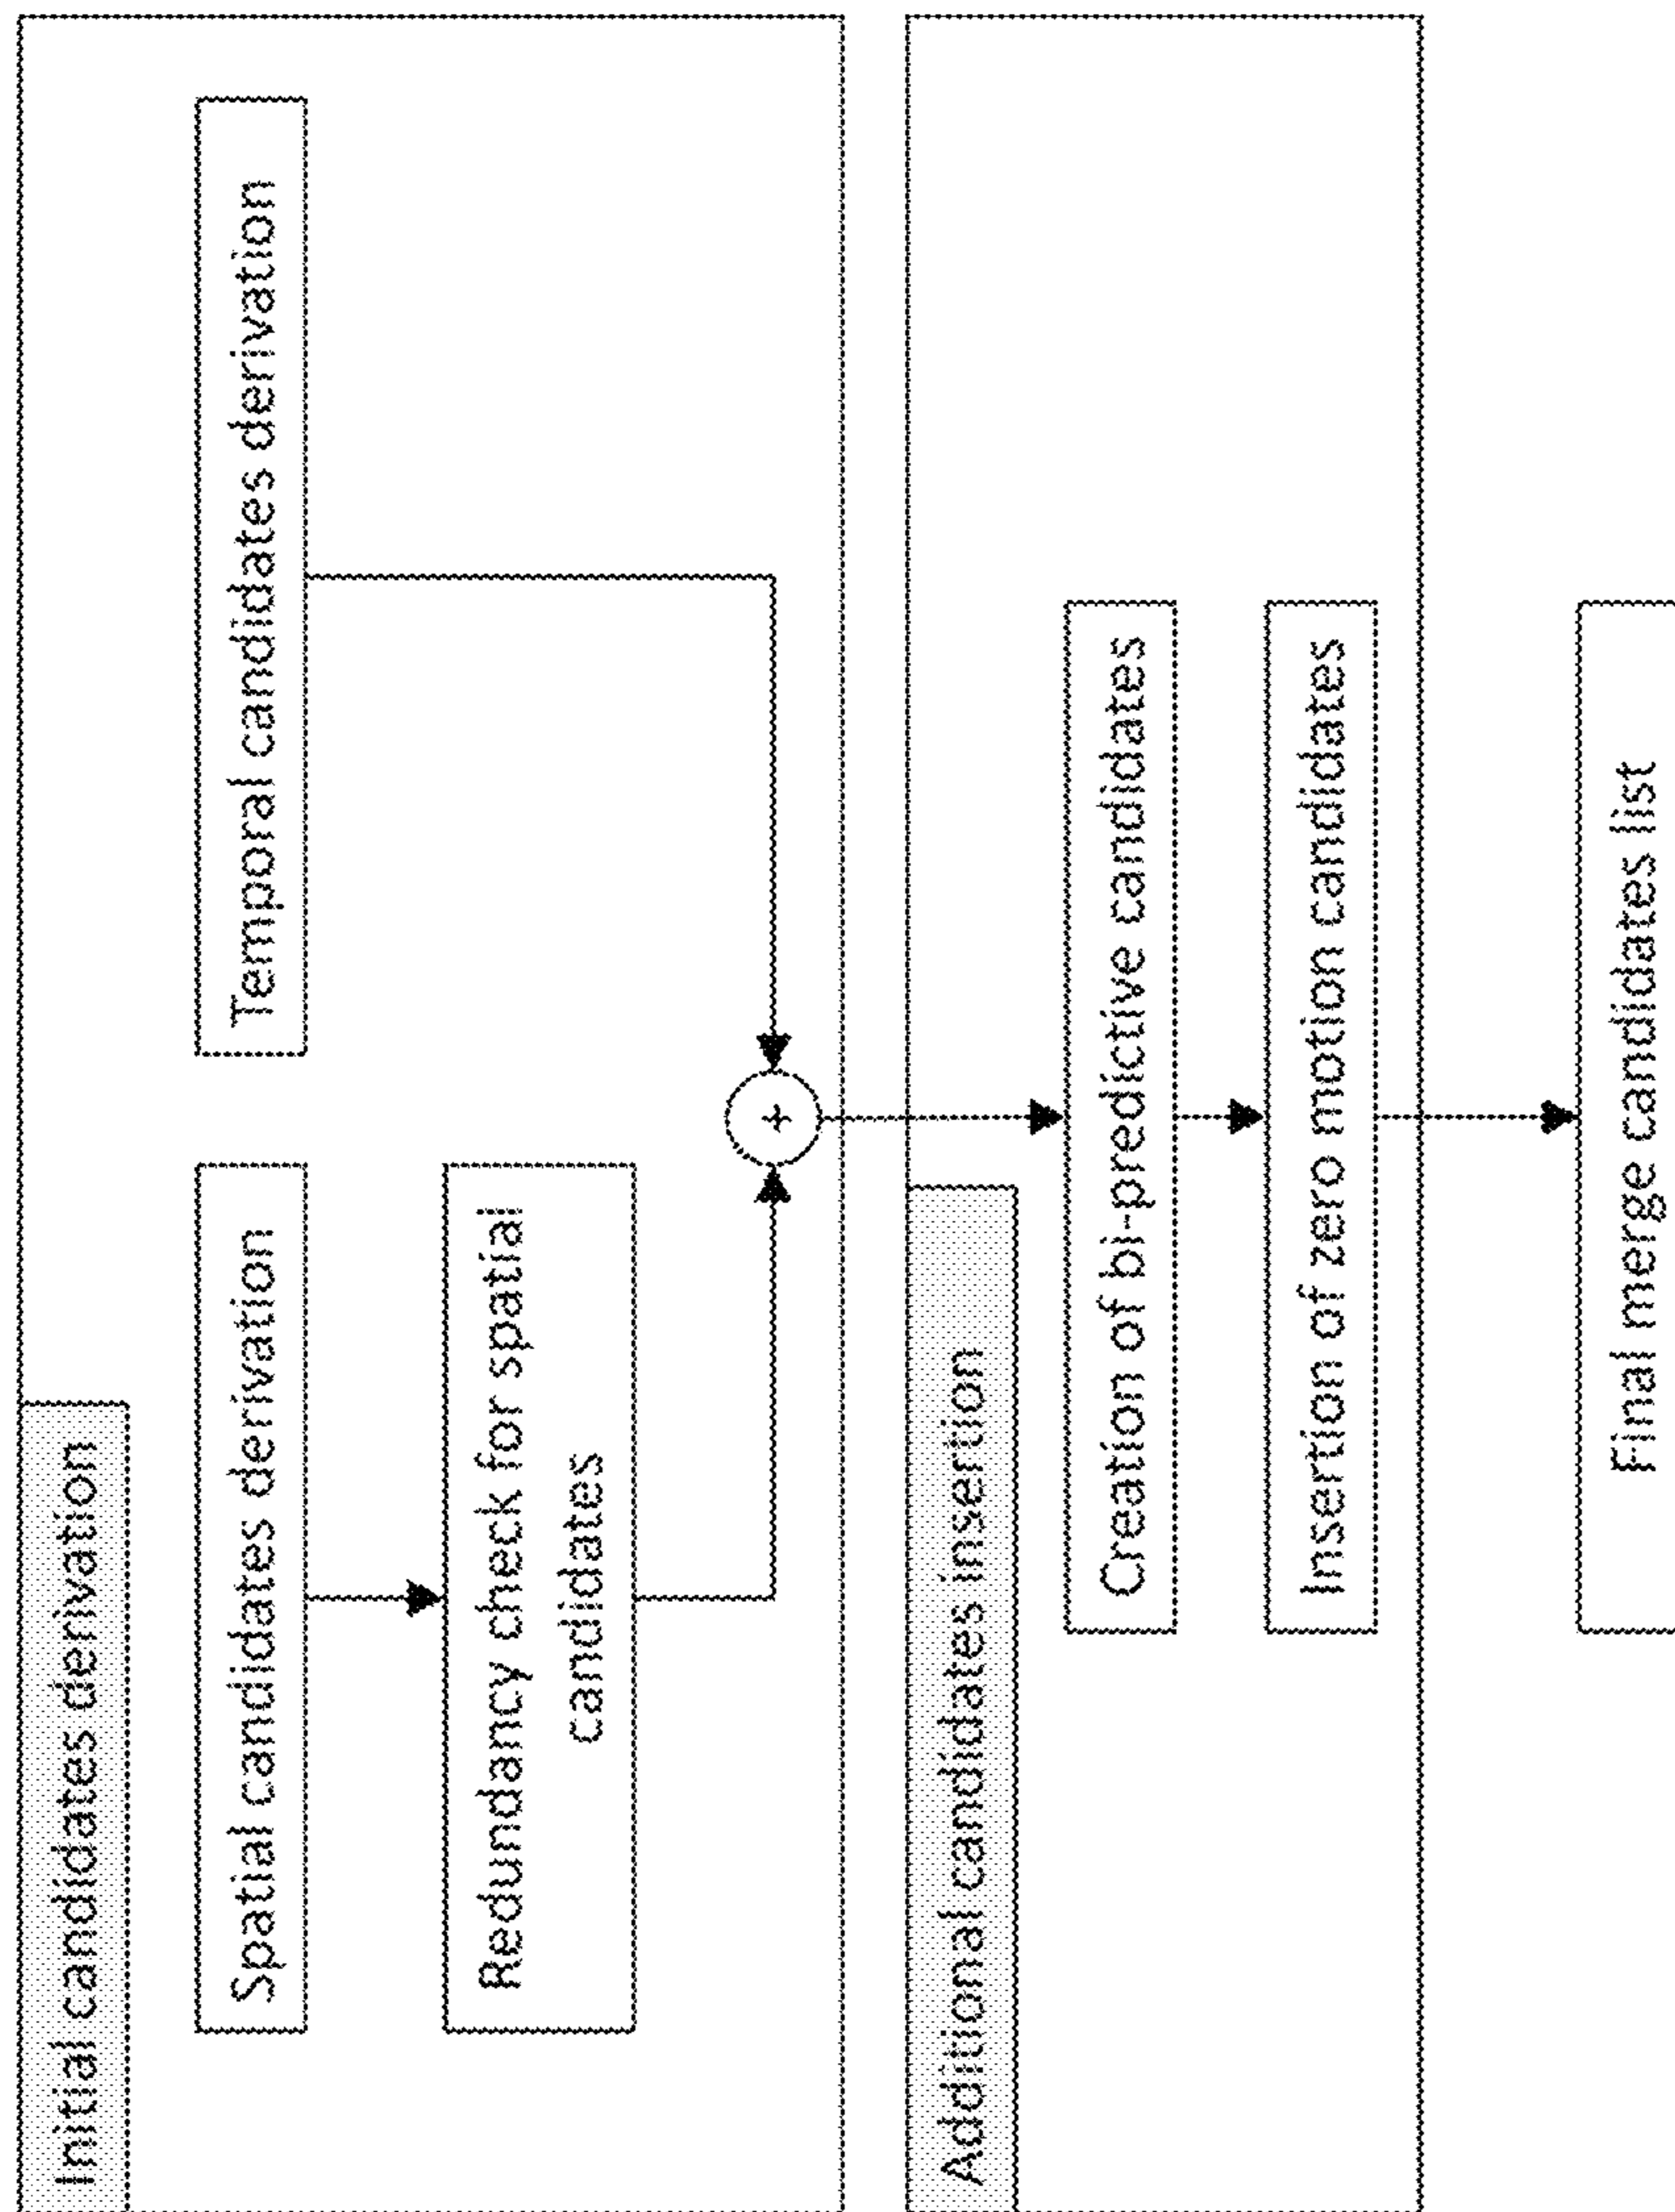 Initial candidates derivation
Spatial candidates derivation
Temporal candidates derivation
Redundancy check for spatial
candidates
+
Additional candidates insertion
Creation of bi-predictive candidates
Insertion of zero motion candidates
Final merge candidates list